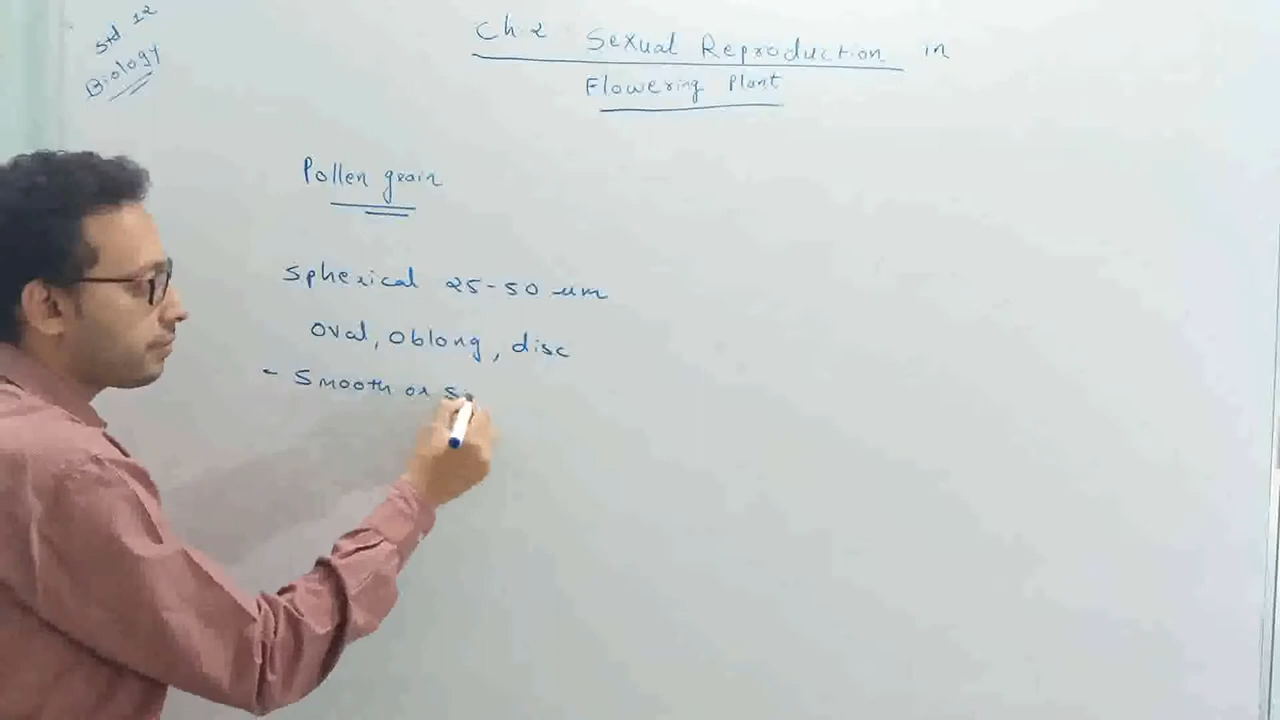 Std 12
Biology
Ch 2 Sexual Reproduction in
Flowering Plant
Pollen grain
Spherical 25-50 um
oval, oblong, disc
- Smooth or